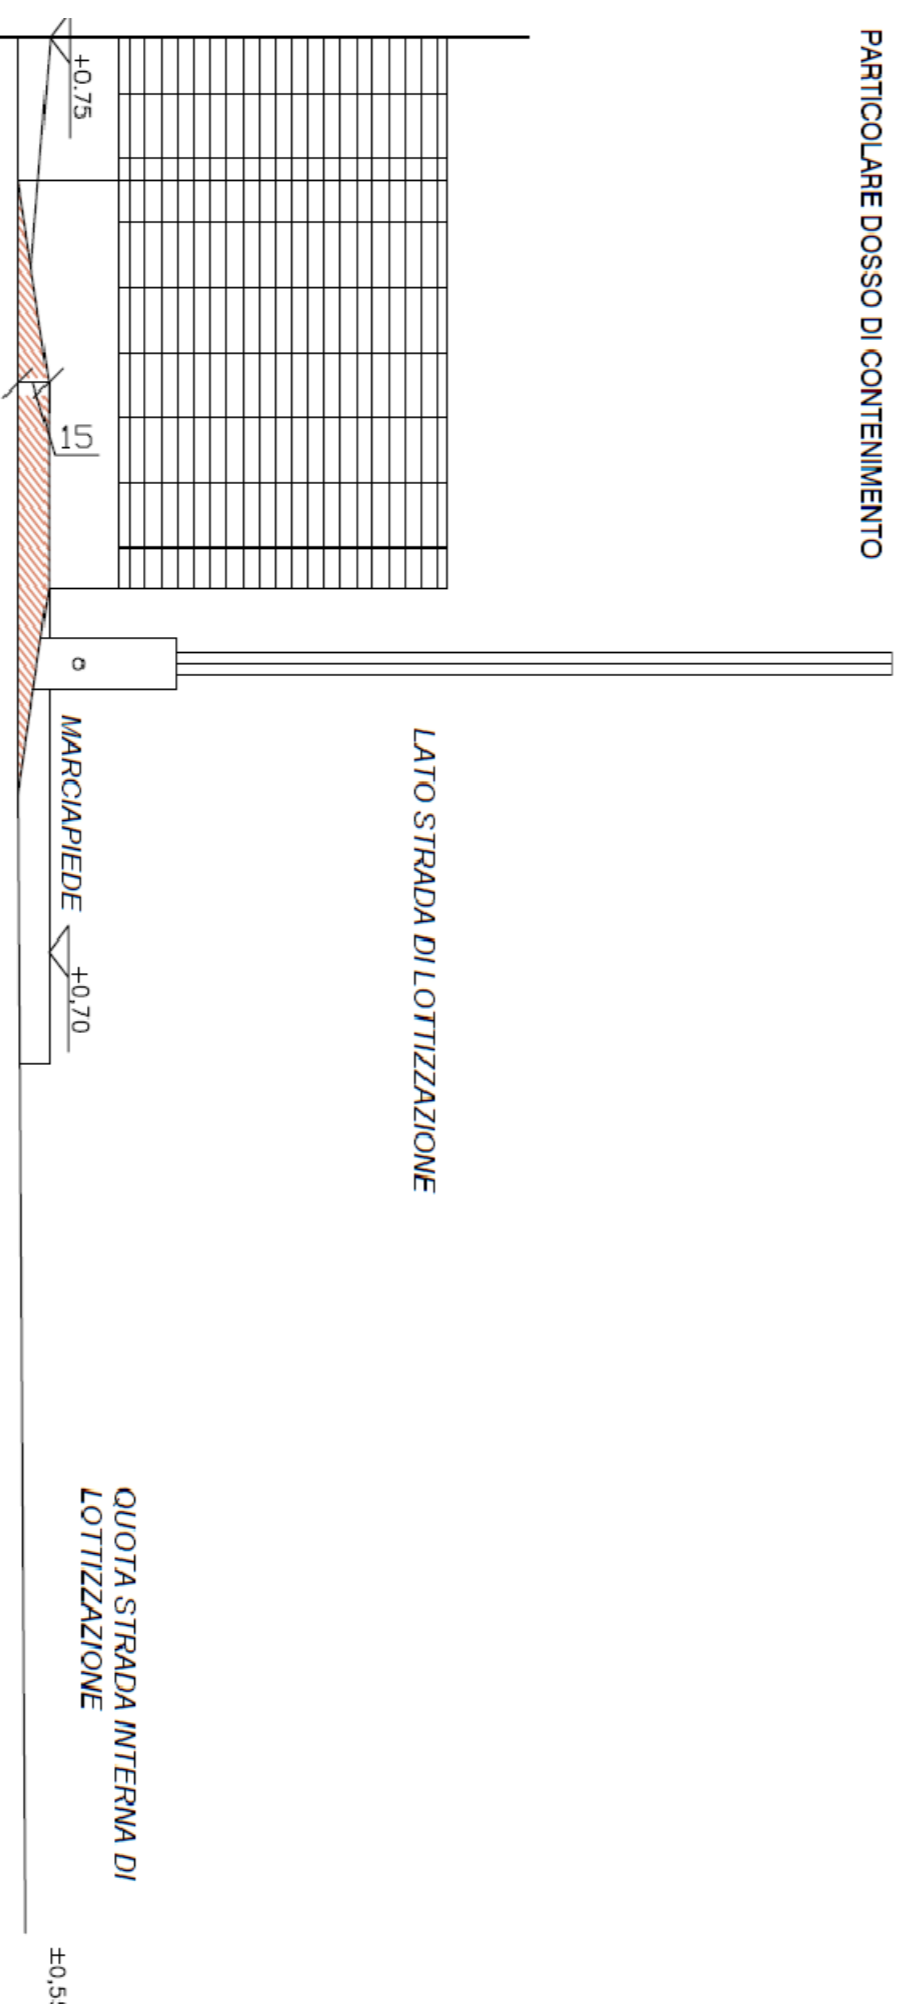 PARTICOLARE DOSSO DI CONTENIMENTO
LATO STRADA DI LOTTIZZAZIONE
+0.75
15
MARCIAPIEDE
+0,70
QUOTA STRADA INTERNA DI
LOTTIZZAZIONE